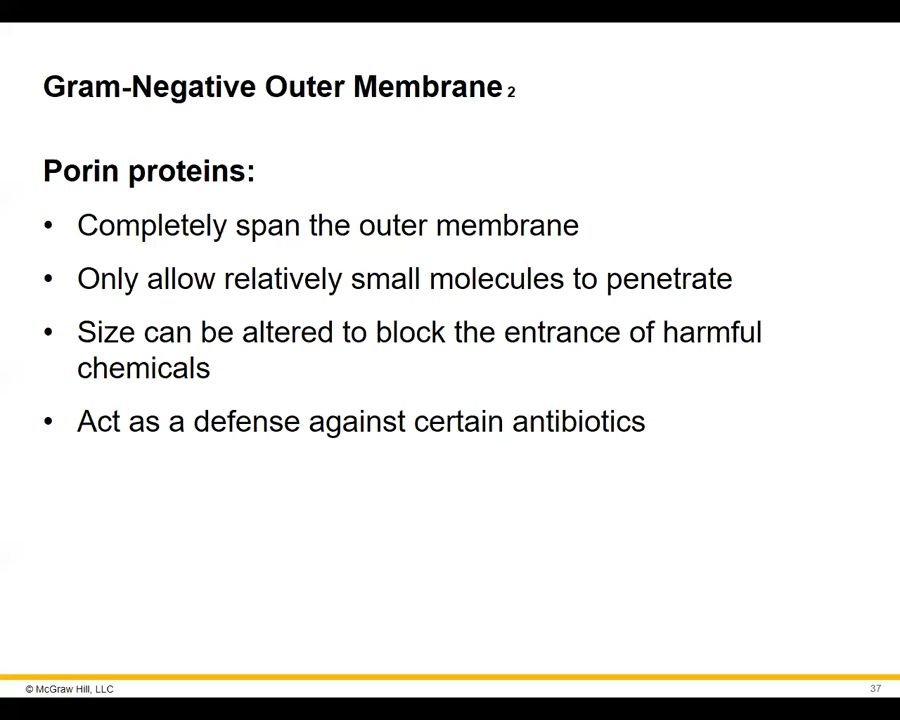 Gram-Negative Outer Membrane 2
Porin proteins:
• Completely span the outer membrane
• Only allow relatively small molecules to penetrate
• Size can be altered to block the entrance of harmful
chemicals
• Act as a defense against certain antibiotics
© McGraw Hill, LLC
37